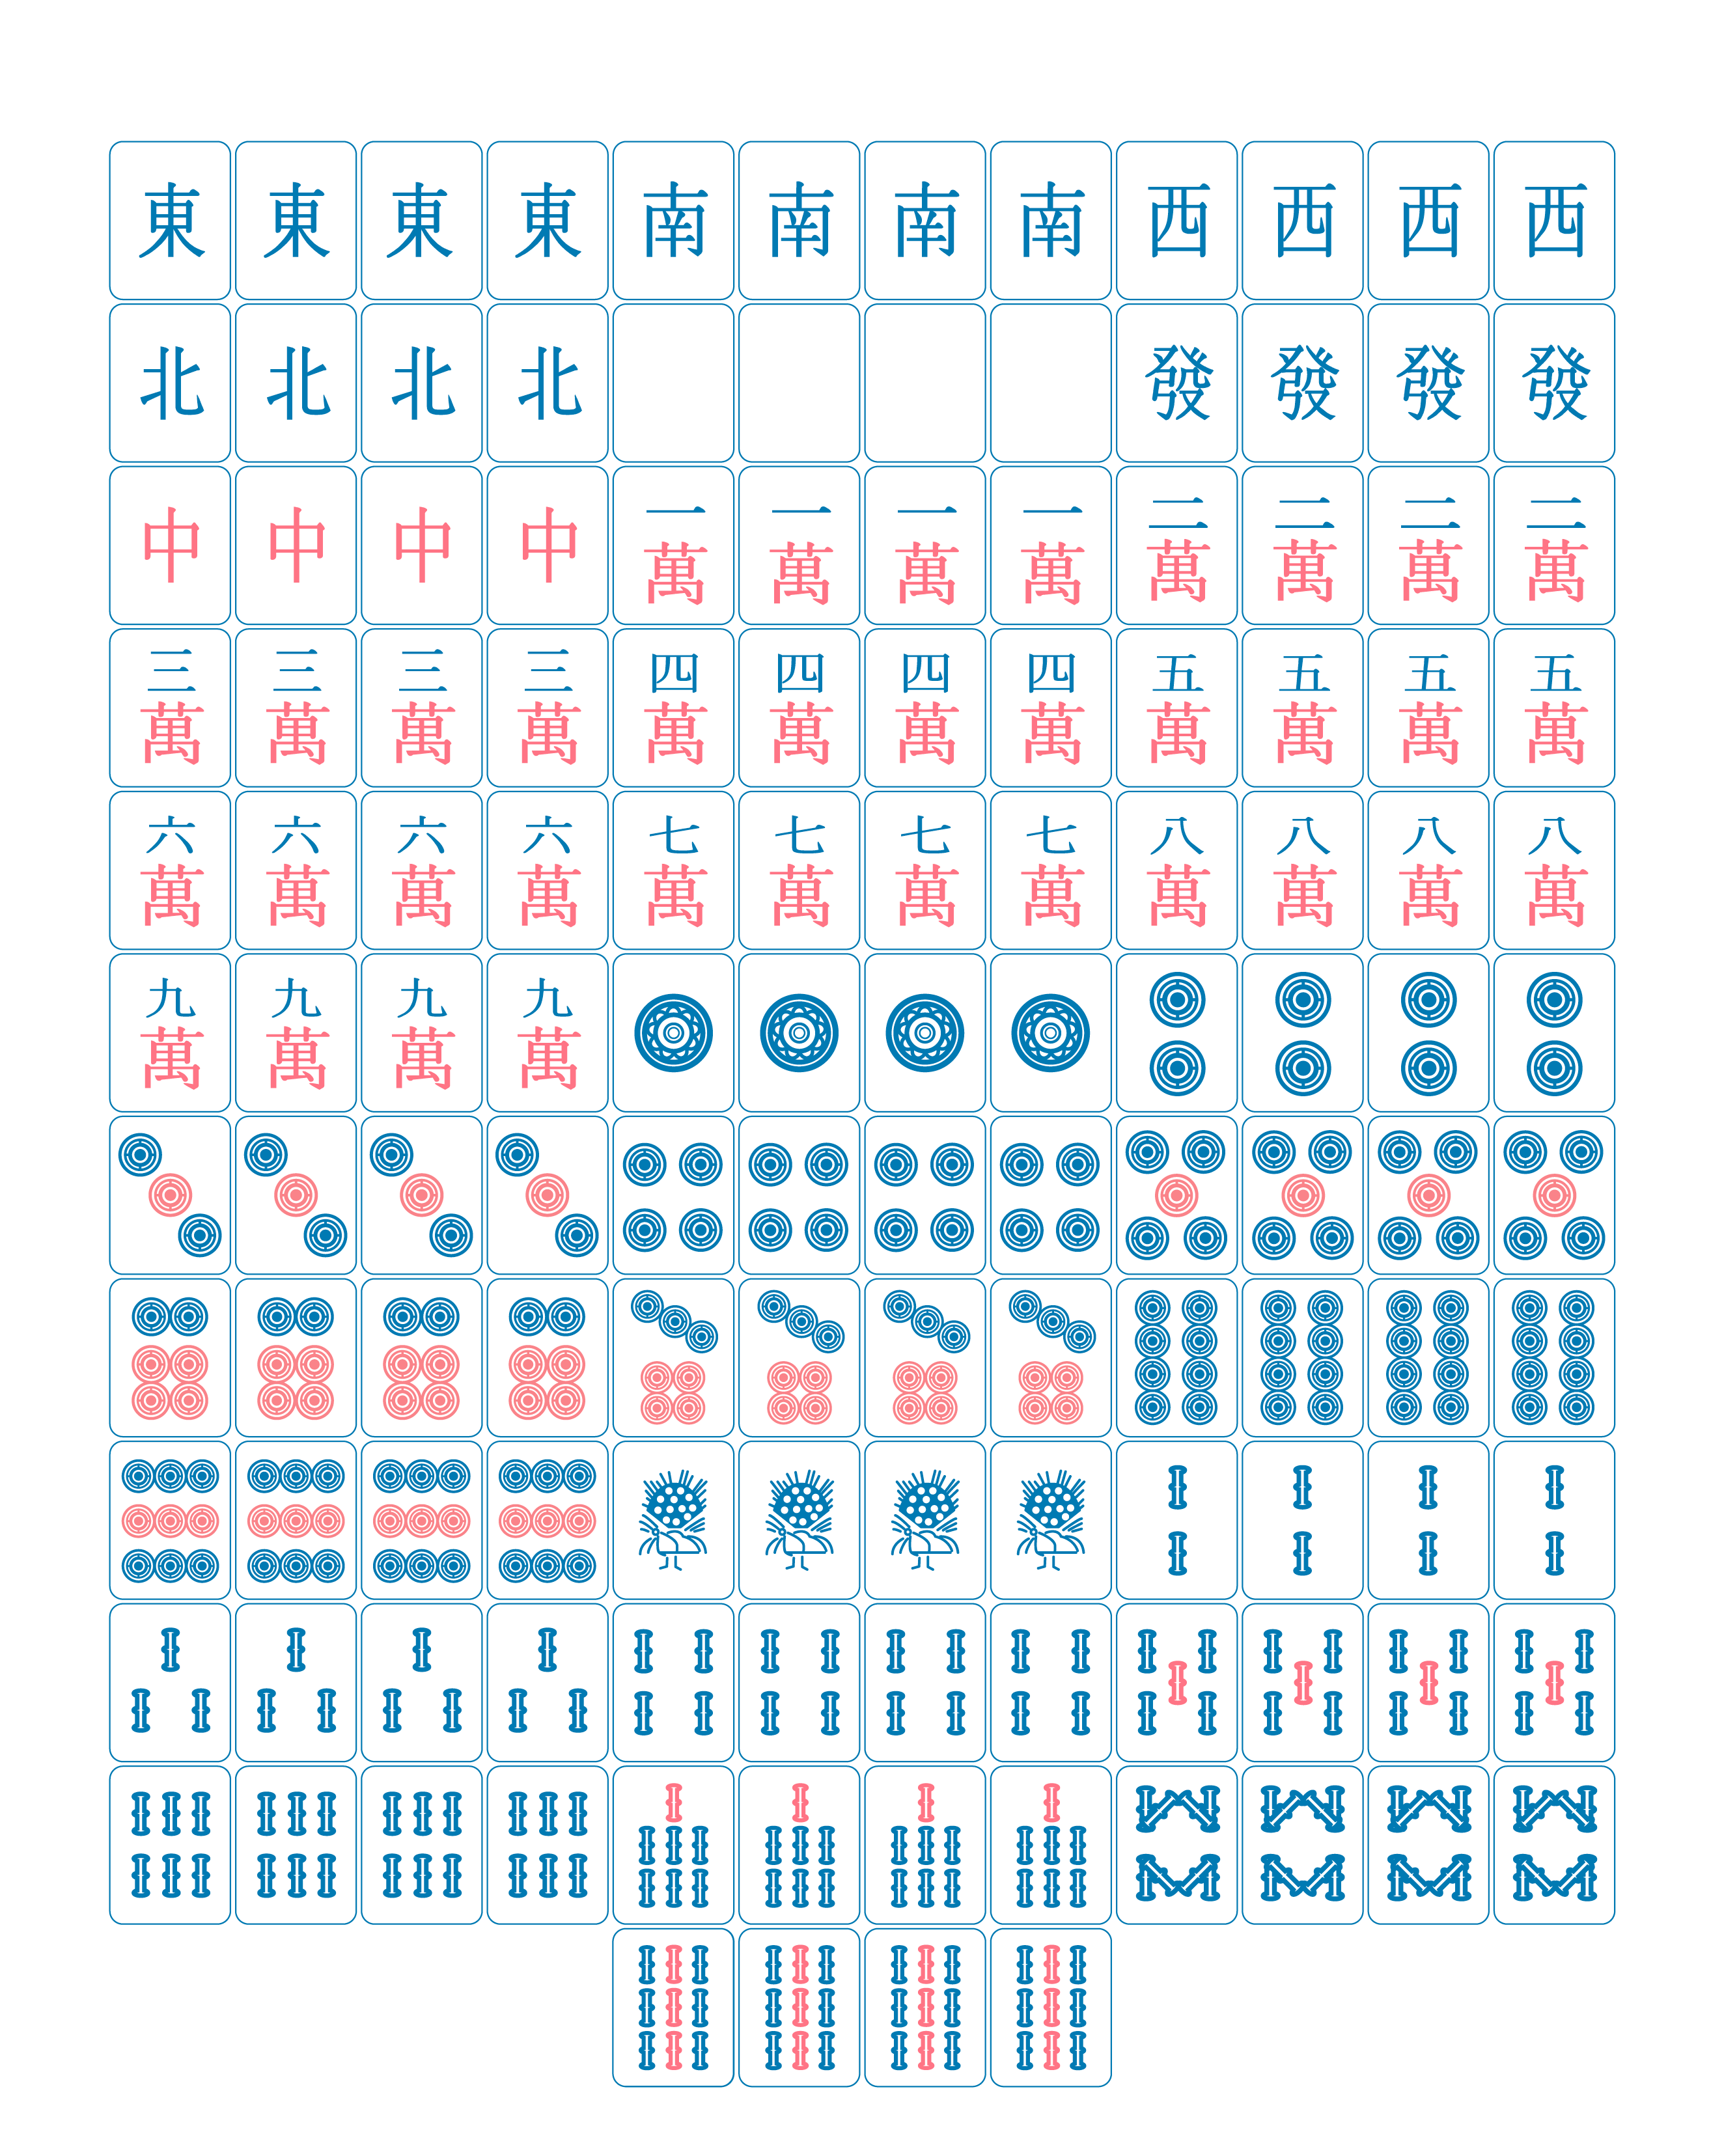 東 東 東 東 南 南 南 南 西 西 西 西
北 北 北 北 發 發 發 發
中 中 中 中 一 一 一 一 二 二 二 二
萬 萬 萬 萬 萬 萬 萬 萬
三 三 三 三 四 四 四 四 五 五 五 五
萬 萬 萬 萬 萬 萬 萬 萬 萬 萬 萬 萬
六 六 六 六 七 七 七 七 八 八 八 八
萬 萬 萬 萬 萬 萬 萬 萬 萬 萬 萬 萬
九 九 九 九
萬 萬 萬 萬